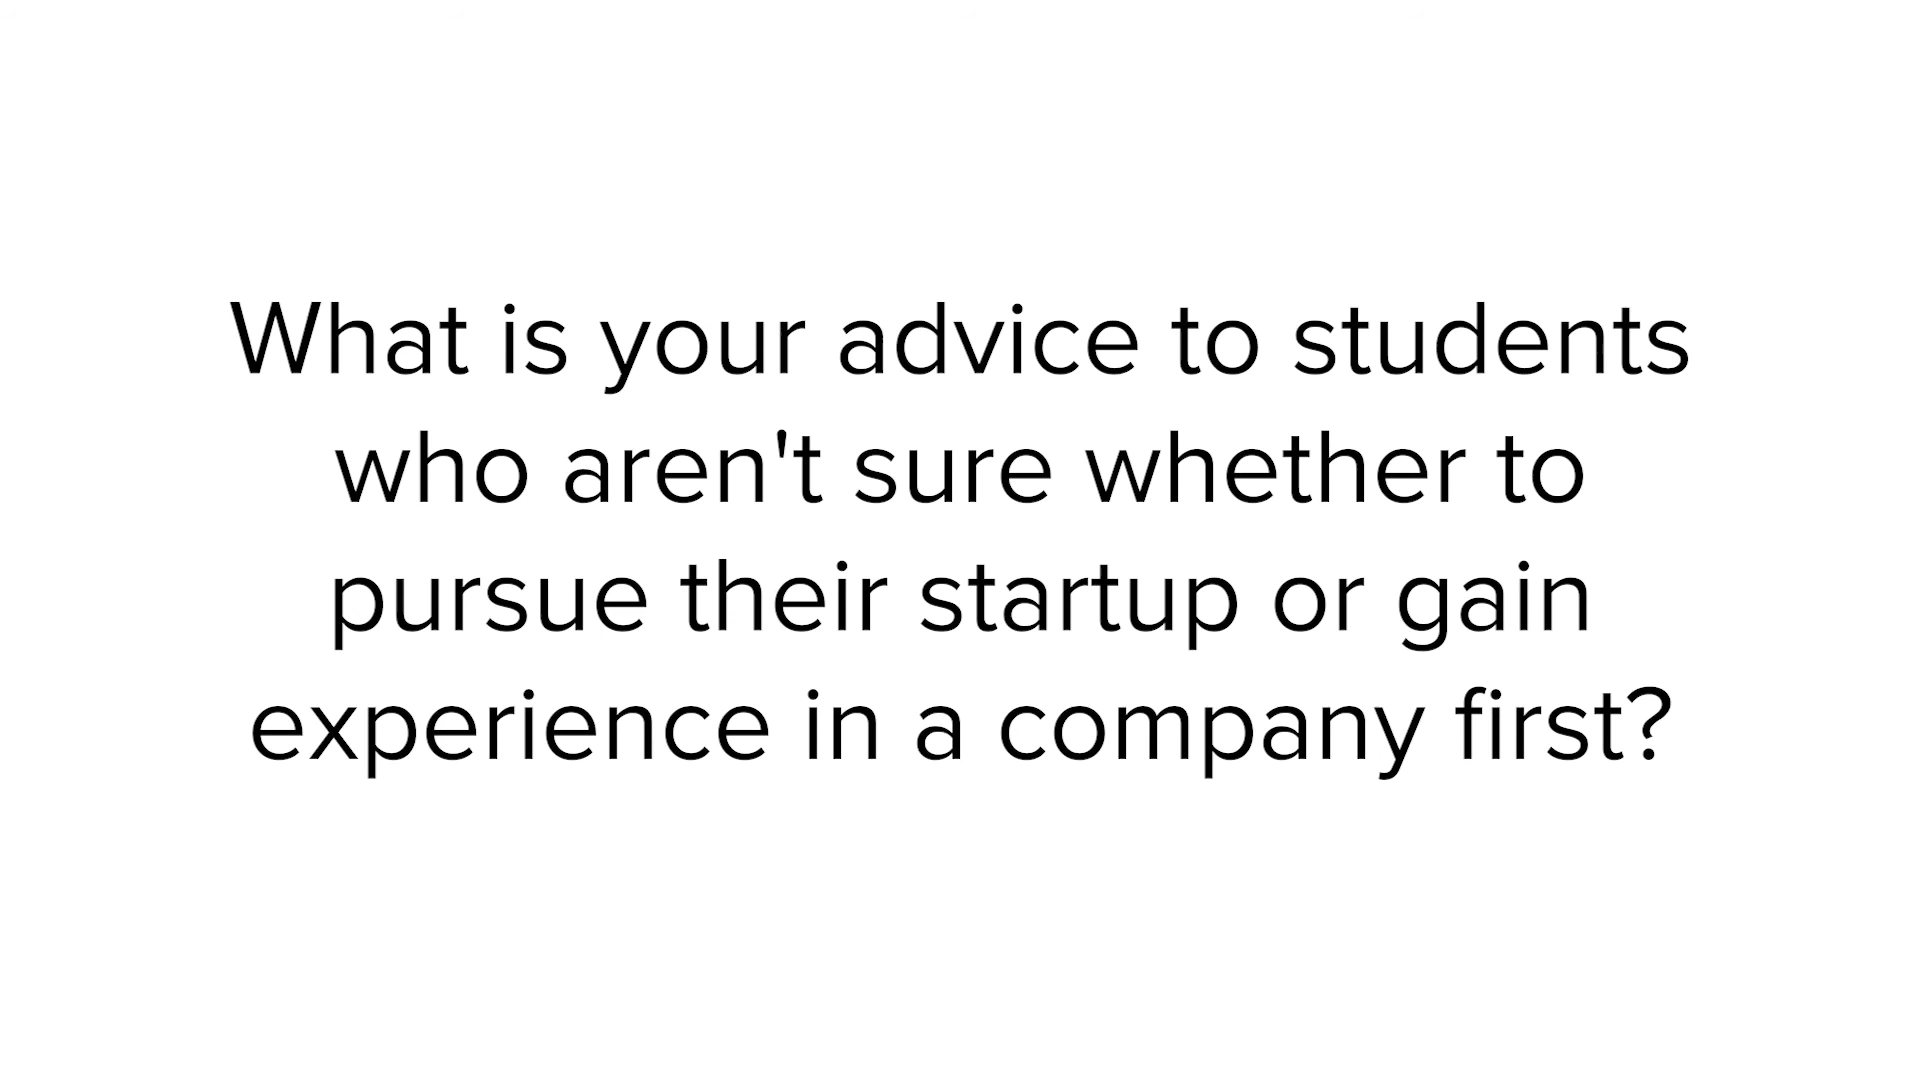 What is your advice to students
who aren't sure whether to
pursue their startup or gain
experience in a company first?